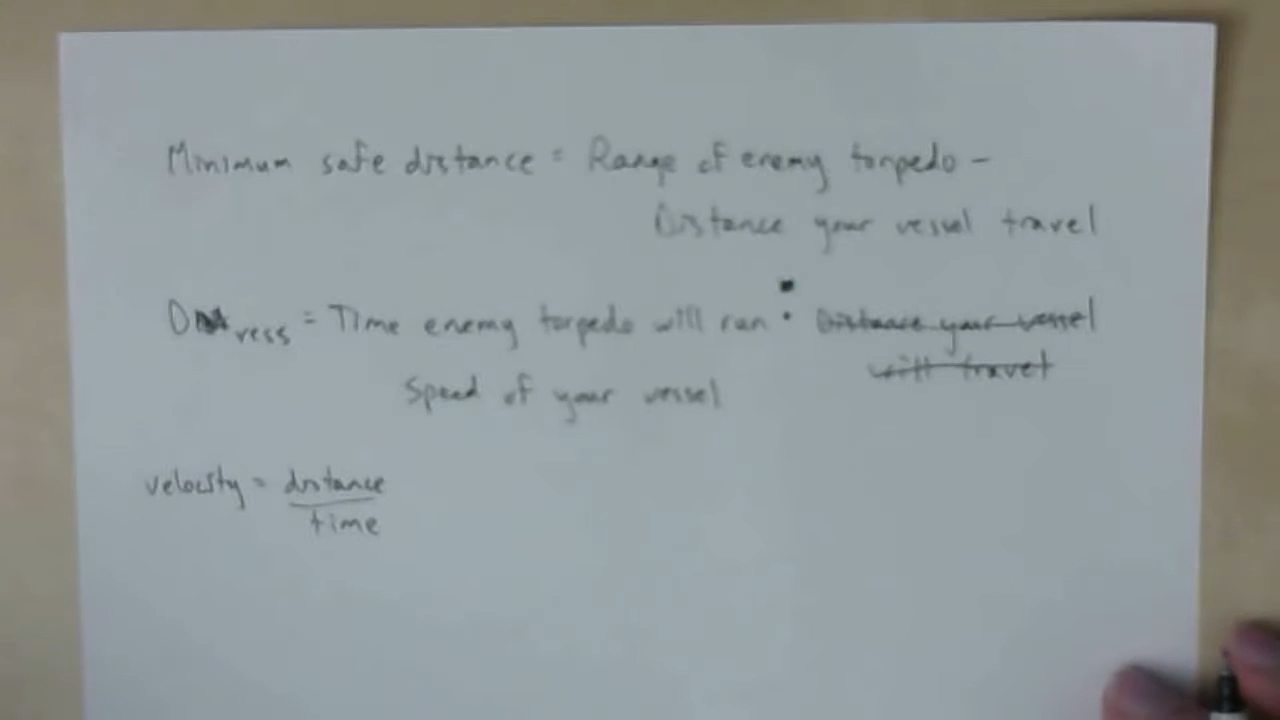 Minimum safe distance = Range of enemy torpedo -
Distance your vessel travel
D vess = Time enemy torpedo will run · Distance your vessel
will travel
Speed of your vessel
velocity = distance
time